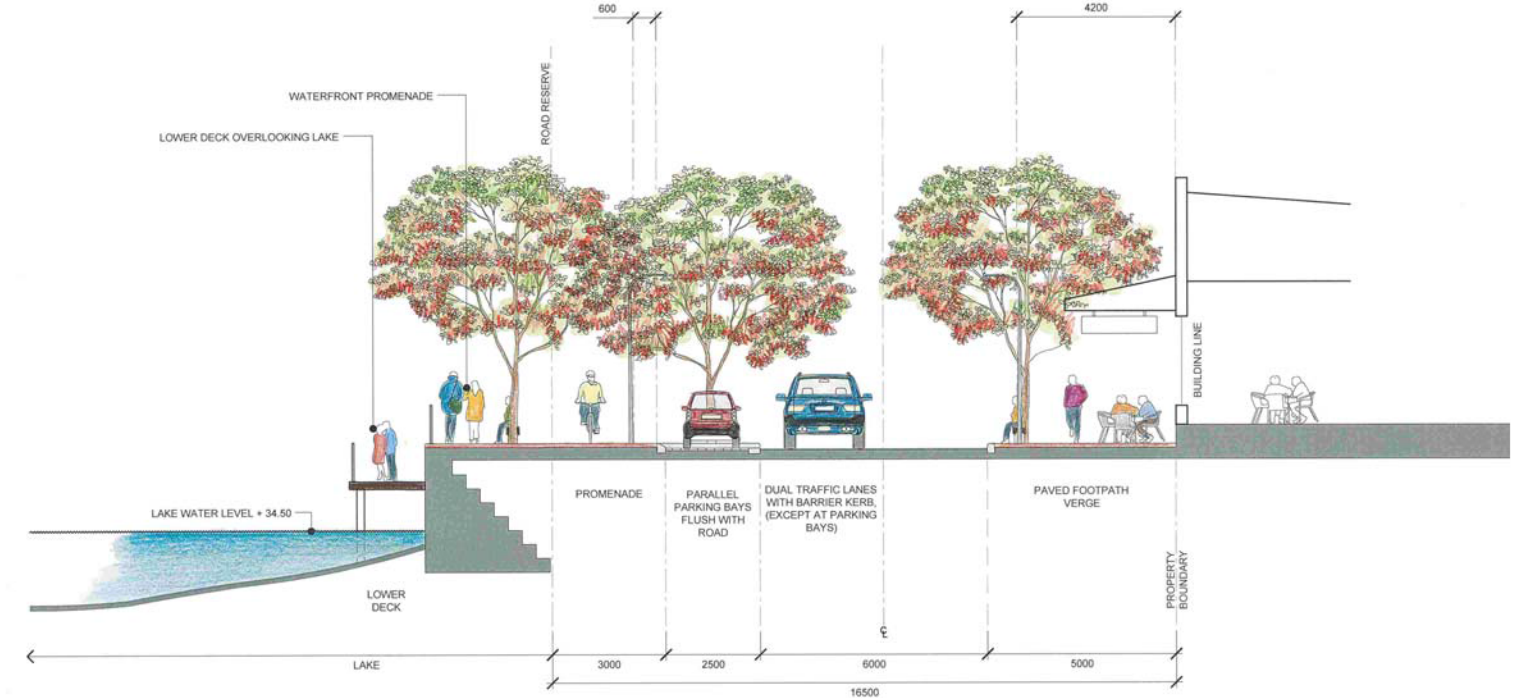 600
4200
WATERFRONT PROMENADE
LOWER DECK OVERLOOKING LAKE
ROAD RESERVE
BUILDING LINE
LAKE WATER LEVEL + 34.50
PROMENADE
PARALLEL
PARKING BAYS
FLUSH WITH
ROAD
DUAL TRAFFIC LANES
WITH BARRIER KERB,
(EXCEPT AT PARKING
BAYS)
PAVED FOOTPATH
VERGE
LOWER
DECK
PROPERTY
BOUNDARY
℄
LAKE
3000
2500
6000
5000
16500